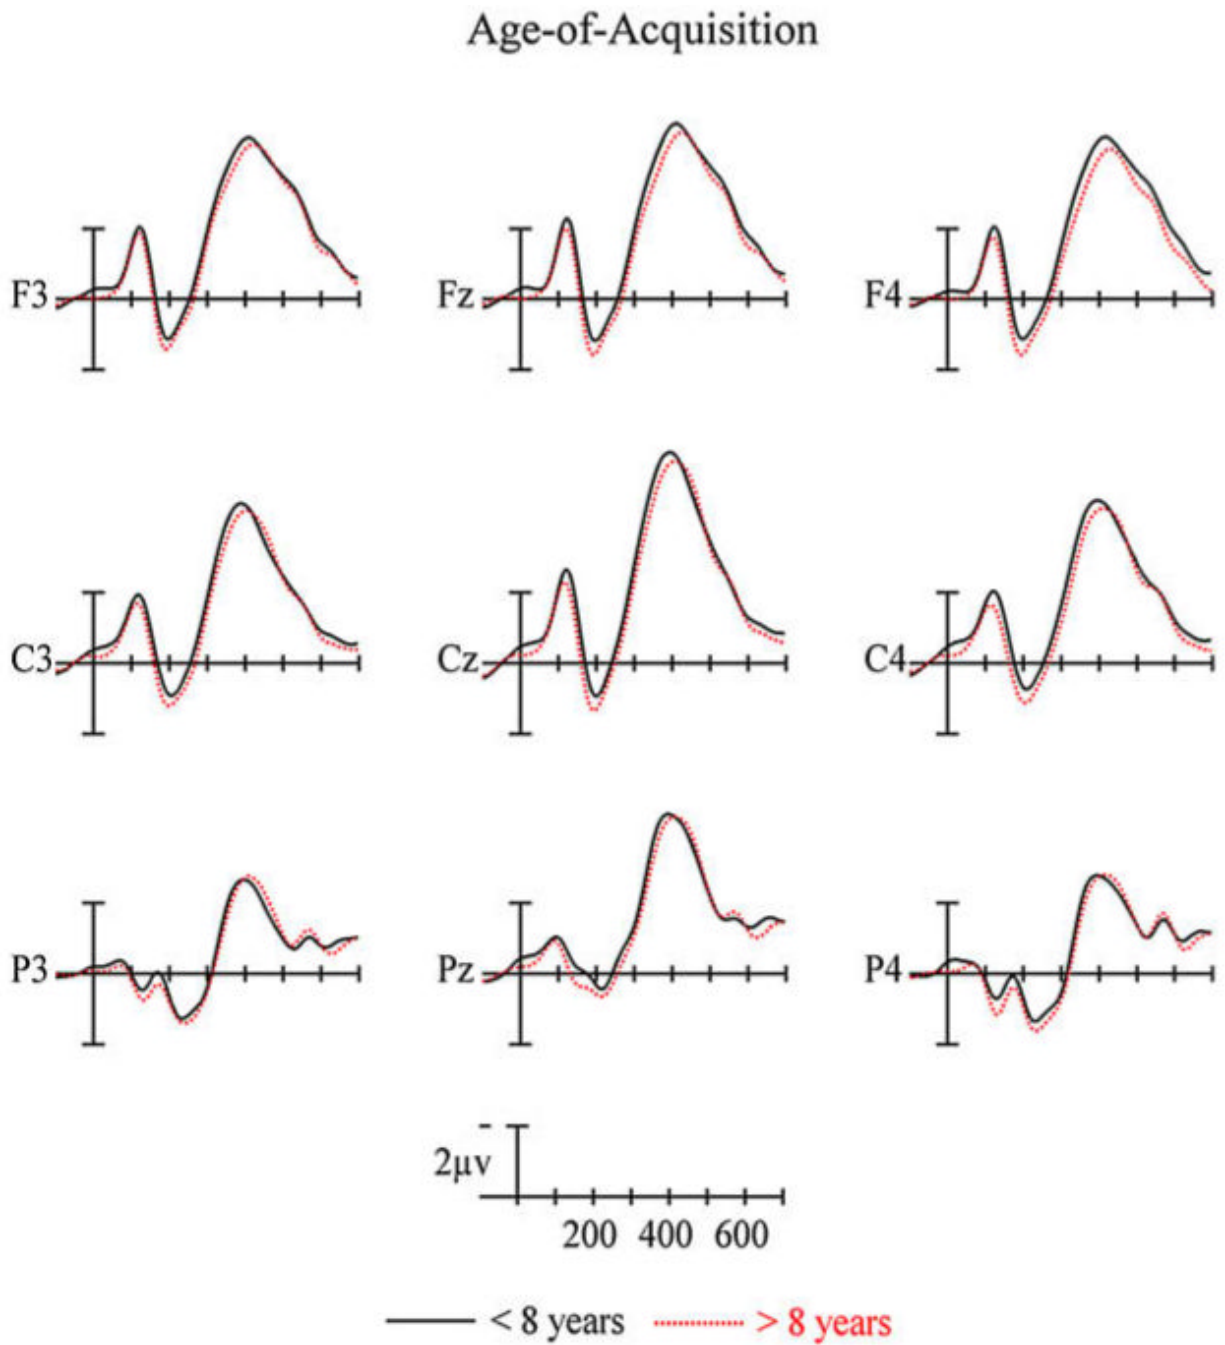 Age-of-Acquisition
F3 Fz F4
C3 Cz C4
P3 Pz P4
-
2μv
200 400 600
< 8 years > 8 years